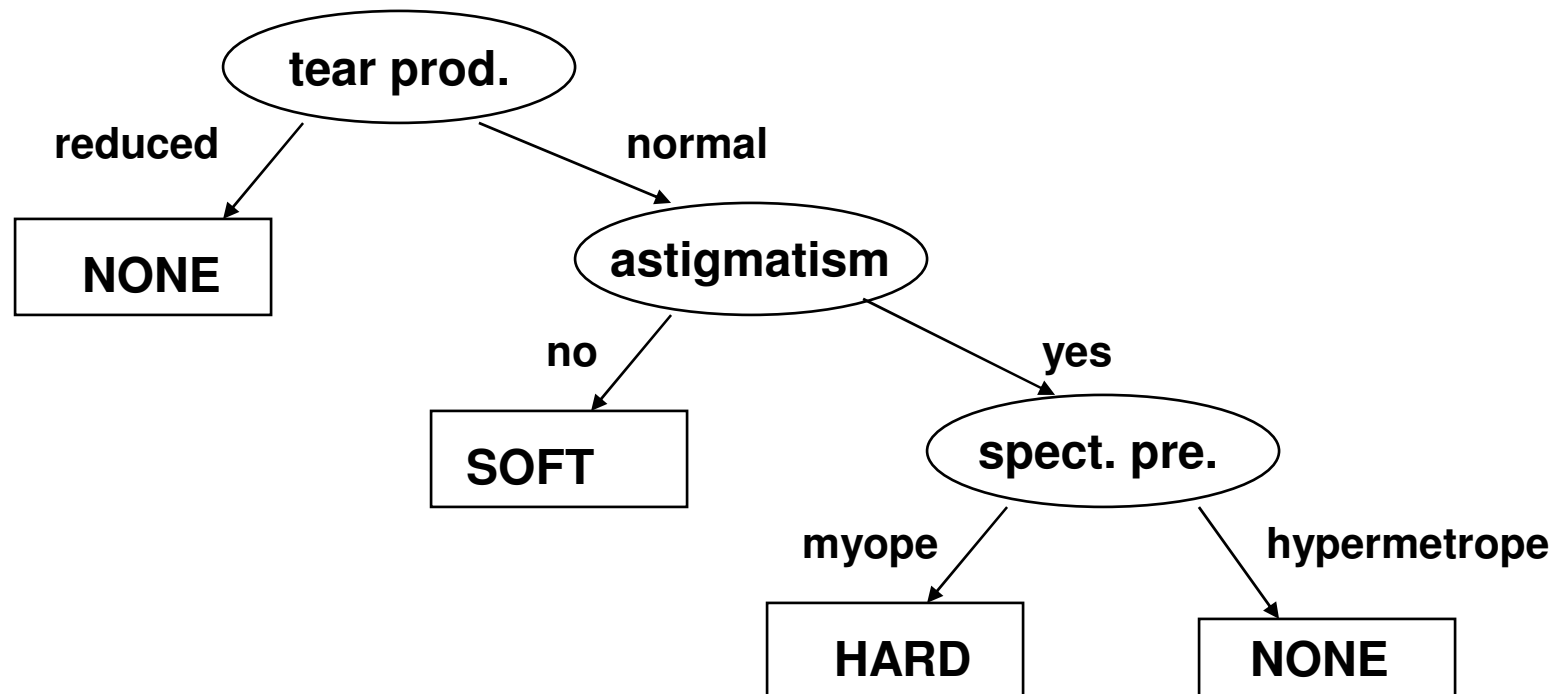 tear prod.
reduced
normal
NONE
astigmatism
no
yes
SOFT
spect. pre.
myope
hypermetrope
HARD
NONE